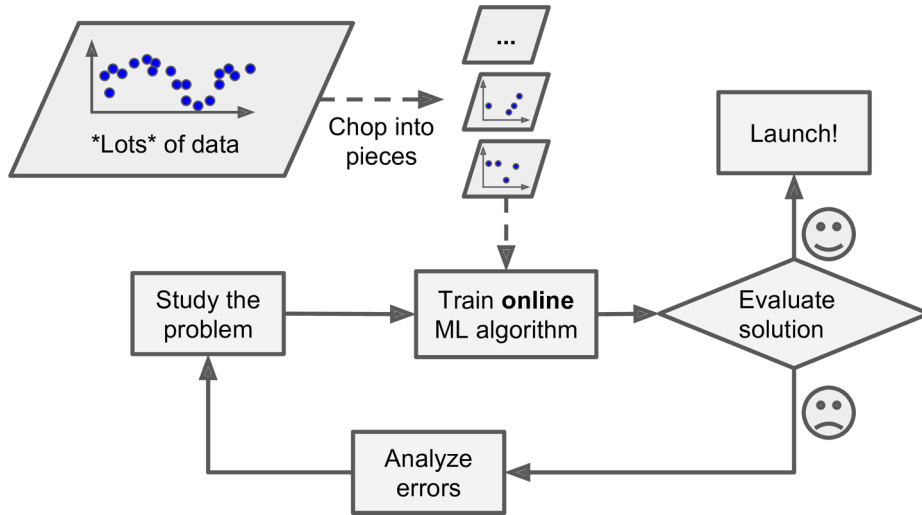 ...
*Lots* of data
Chop into
pieces
Launch!
Study the
problem
Train online
ML algorithm
Evaluate
solution
Analyze
errors